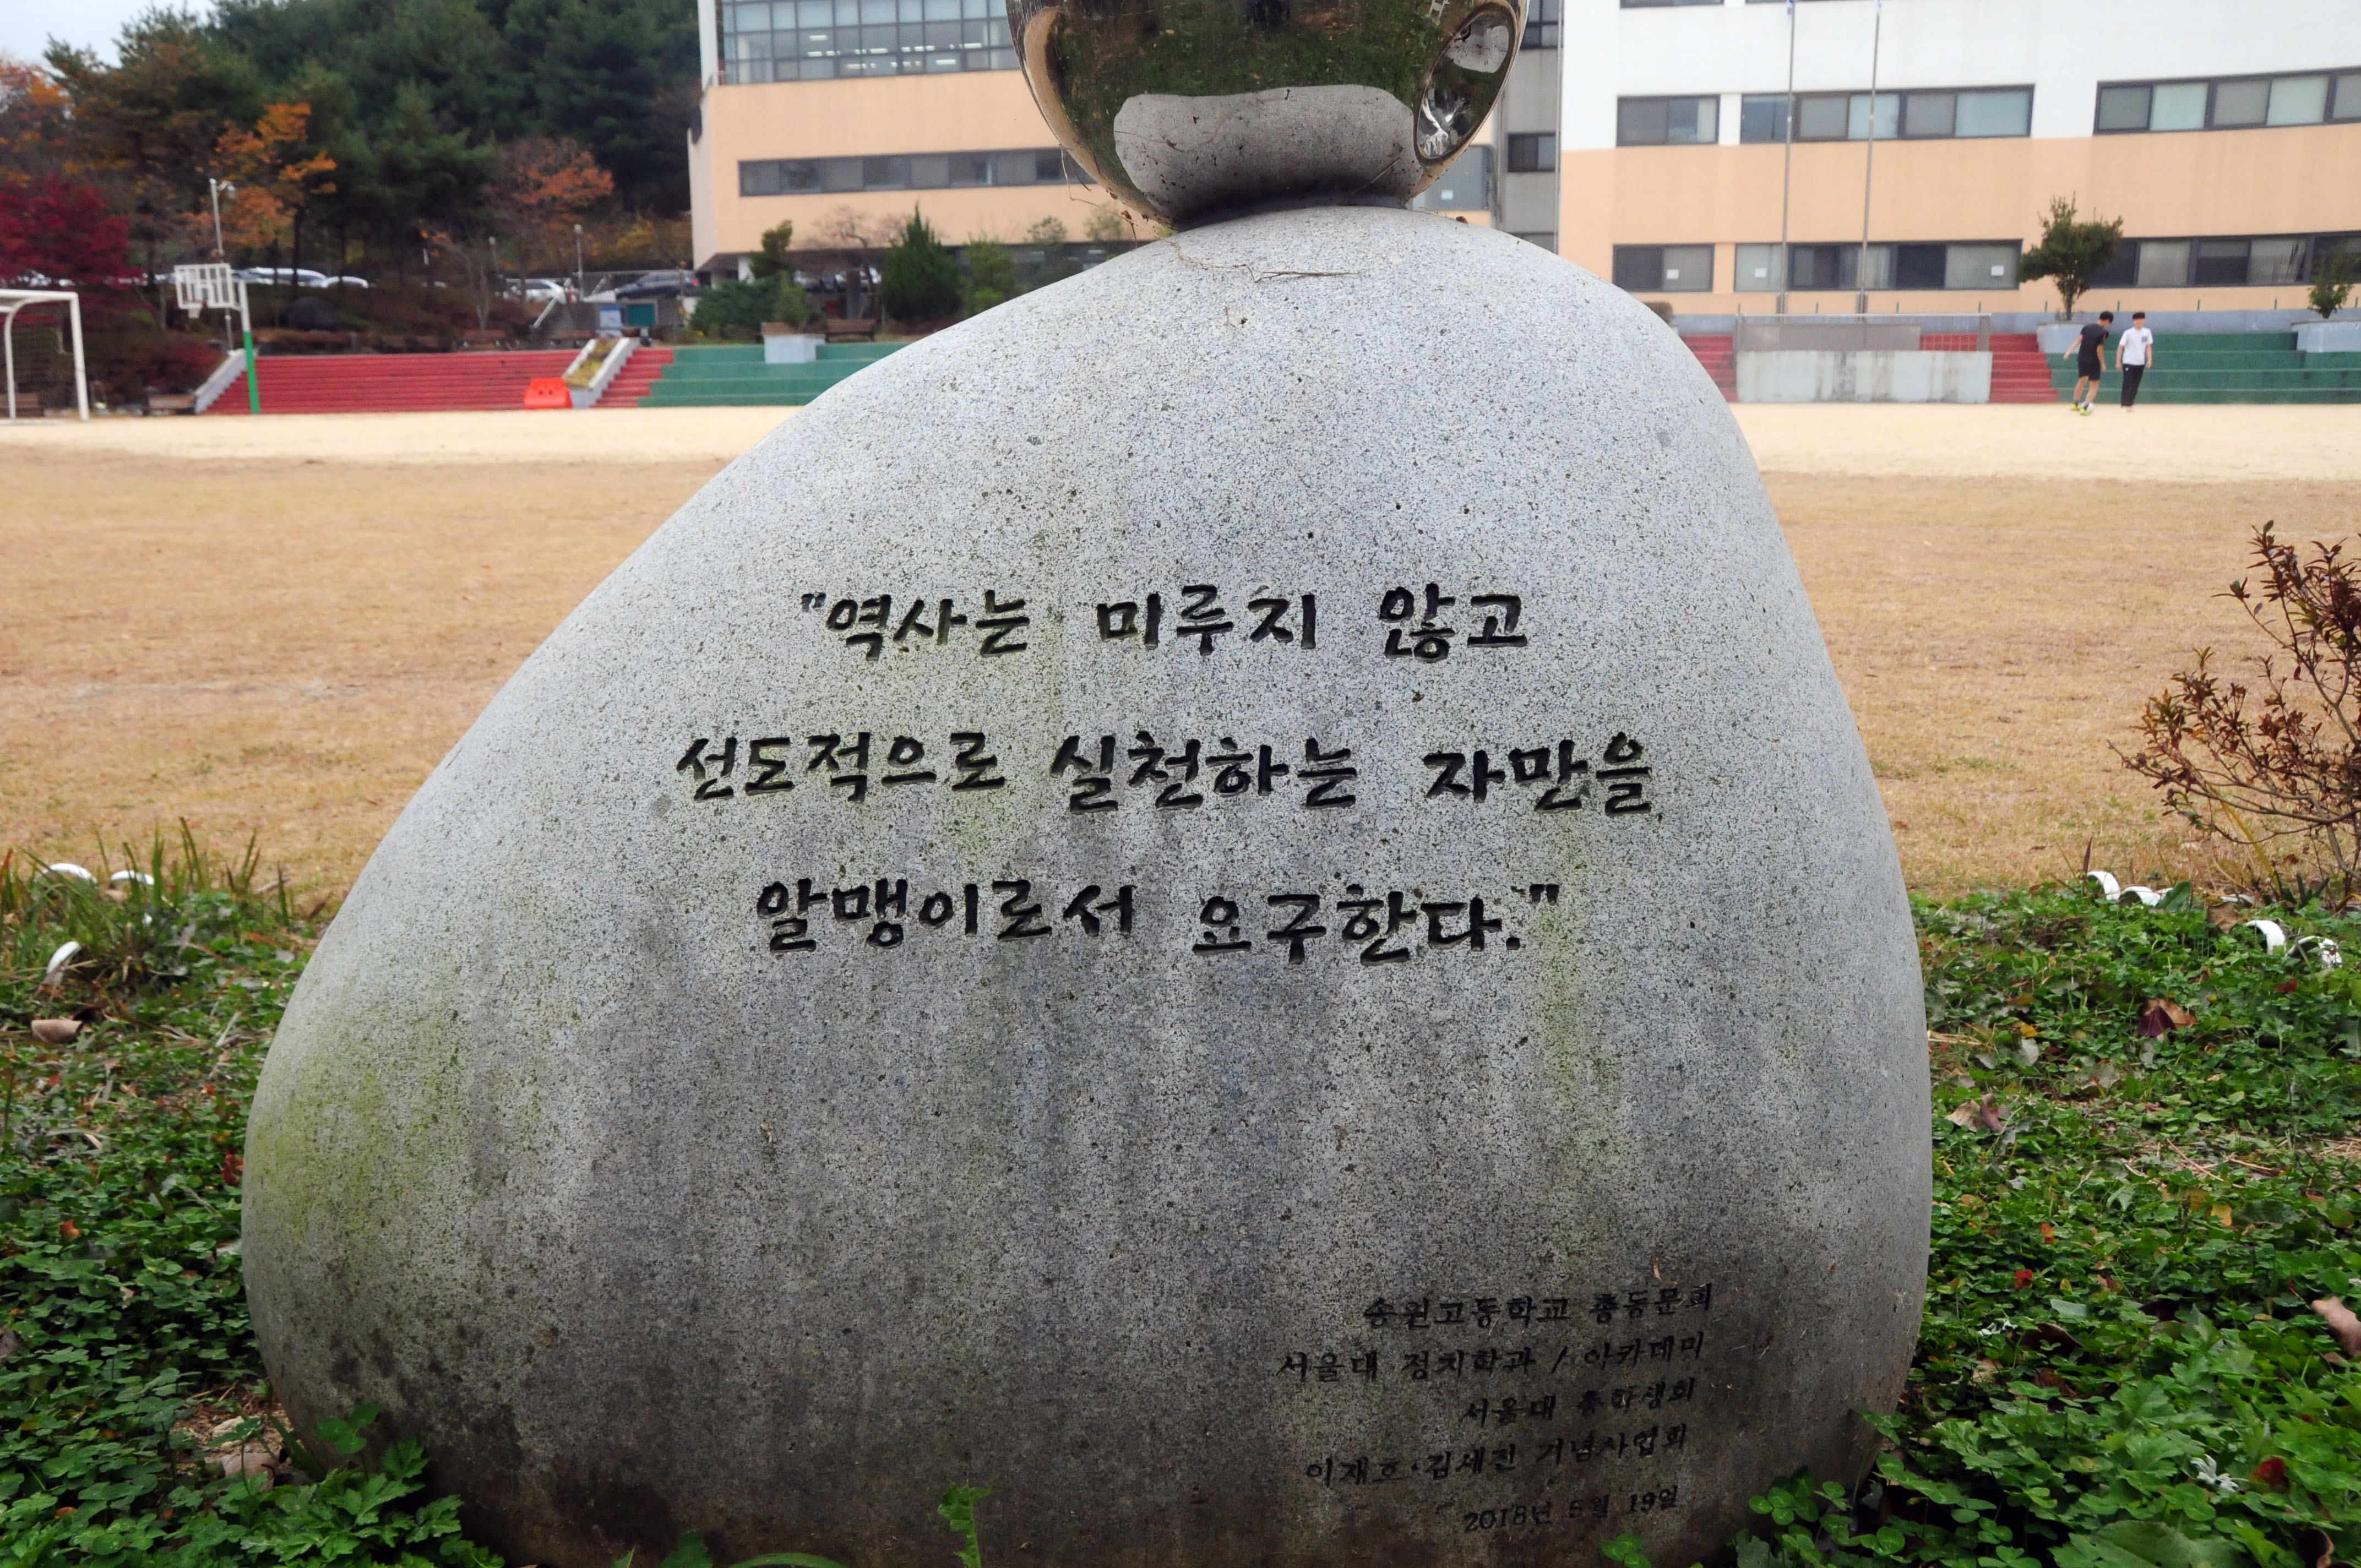 "역사는 미루지 않고
선도적으로 실천하는 자만을
알맹이로서 요구한다."
송원고등학교 총동문회
서울대 정치학과 / 아카데미
서울대 총학생회
이재호·김세진 기념사업회
2018년 5월 19일